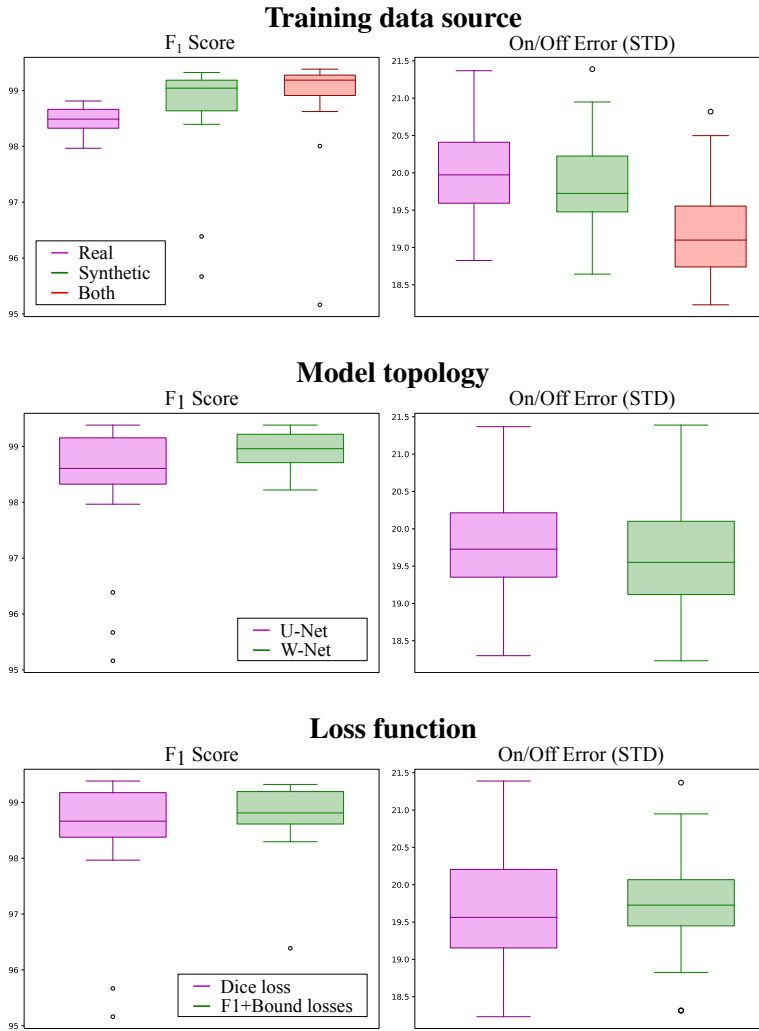 Training data source
F1 Score
On/Off Error (STD)
99
98
97
96
95
21.5
21.0
20.5
20.0
19.5
19.0
18.5
Real
Synthetic
Both
Model topology
F1 Score
On/Off Error (STD)
99
98
97
96
95
21.5
21.0
20.5
20.0
19.5
19.0
18.5
U-Net
W-Net
Loss function
F1 Score
On/Off Error (STD)
99
98
97
96
95
21.5
21.0
20.5
20.0
19.5
19.0
18.5
Dice loss
F1+Bound losses